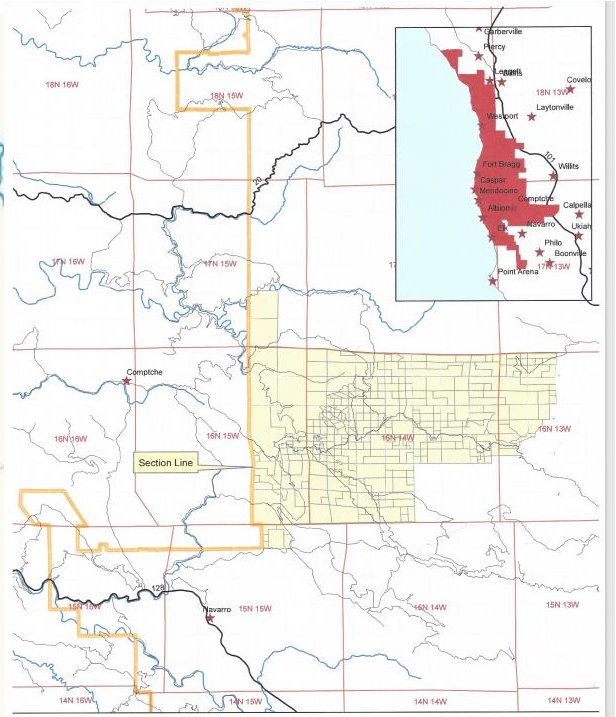 18N 15W
18N 16W
18N 15W
20
17N 16W
17N 15W
17
Comptche
16N 16W
16N 15W
16N 14W
16N 13W
Section Line
128
15N 16W
Navarro
15N 15W
15N 14W
15N 13W
14N 16W
14N 15W
14N 14W
14N 13W
Garberville
Piercy
Leggett
Covelo
18N 13W
Laytonville
Westport
101
Fort Bragg
Willits
Caspar
Mendocino
Comptche
Calpella
Albion
Elk
Navarro
Ukiah
Philo
Boonville
17N 13W
Point Arena